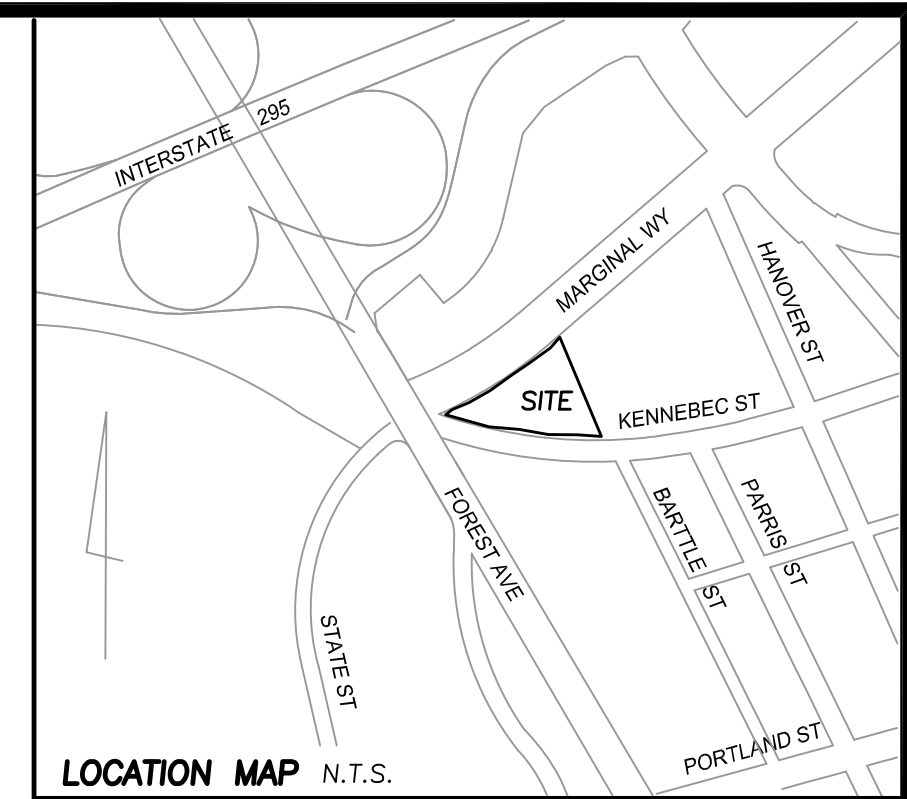 INTERSTATE 295
MARGINAL WY
HANOVER ST
SITE
KENNEBEC ST
FOREST AVE
BARTTLE ST
PARRIS ST
STATE ST
PORTLAND ST
LOCATION MAP N.T.S.